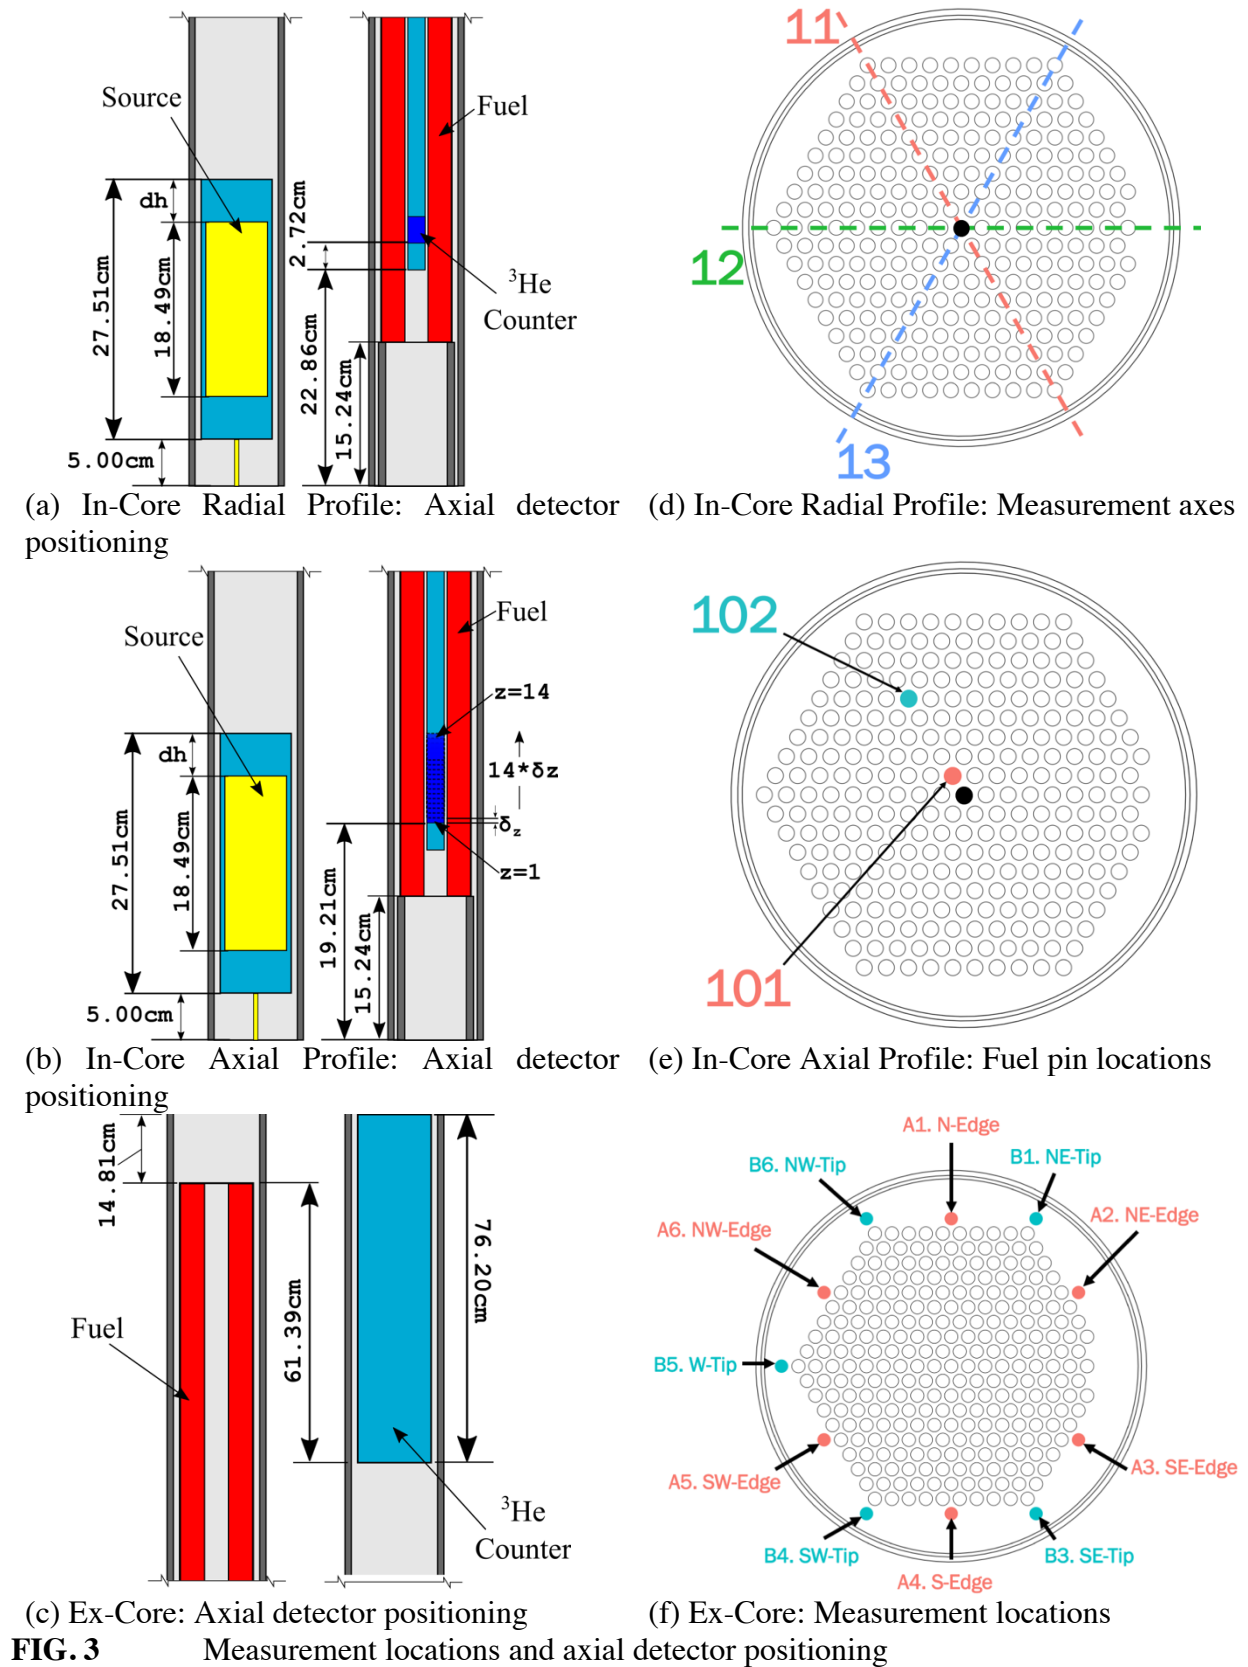 Source
Fuel
dh
2.72cm
27.51cm
18.49cm
³He
Counter
22.86cm
15.24cm
5.00cm
(a) In-Core Radial Profile: Axial detector
positioning
11
12
13
(d) In-Core Radial Profile: Measurement axes
Source
Fuel
z=14
dh
14*δz
δz
27.51cm
18.49cm
z=1
19.21cm
15.24cm
5.00cm
(b) In-Core Axial Profile: Axial detector
positioning
102
101
(e) In-Core Axial Profile: Fuel pin locations
14.81cm
76.20cm
61.39cm
Fuel
³He
Counter
(c) Ex-Core: Axial detector positioning
A1. N-Edge
B6. NW-Tip
B1. NE-Tip
A6. NW-Edge
A2. NE-Edge
B5. W-Tip
A5. SW-Edge
A3. SE-Edge
B4. SW-Tip
B3. SE-Tip
A4. S-Edge
(f) Ex-Core: Measurement locations
FIG. 3 Measurement locations and axial detector positioning